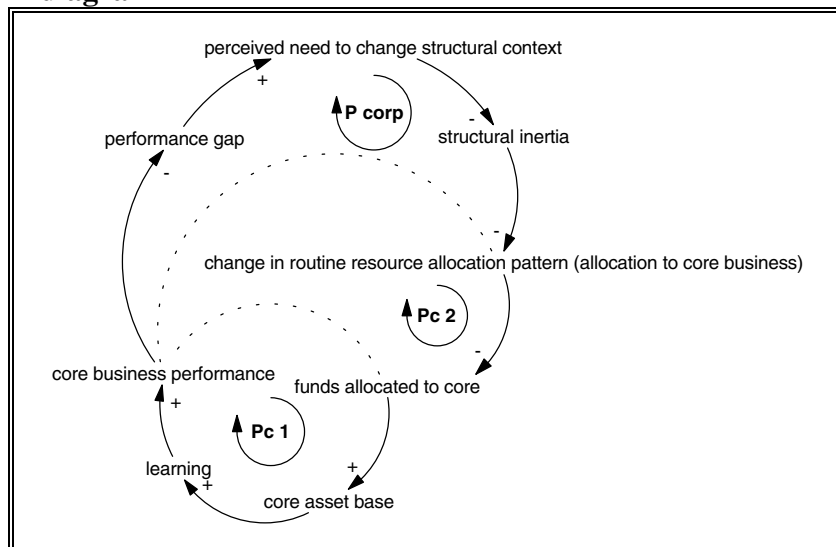 perceived need to change structural context
+
P corp
-
structural inertia
performance gap
-
-
change in routine resource allocation pattern (allocation to core business)
Pc 2
-
core business performance
funds allocated to core
+
Pc 1
learning
+
+
core asset base